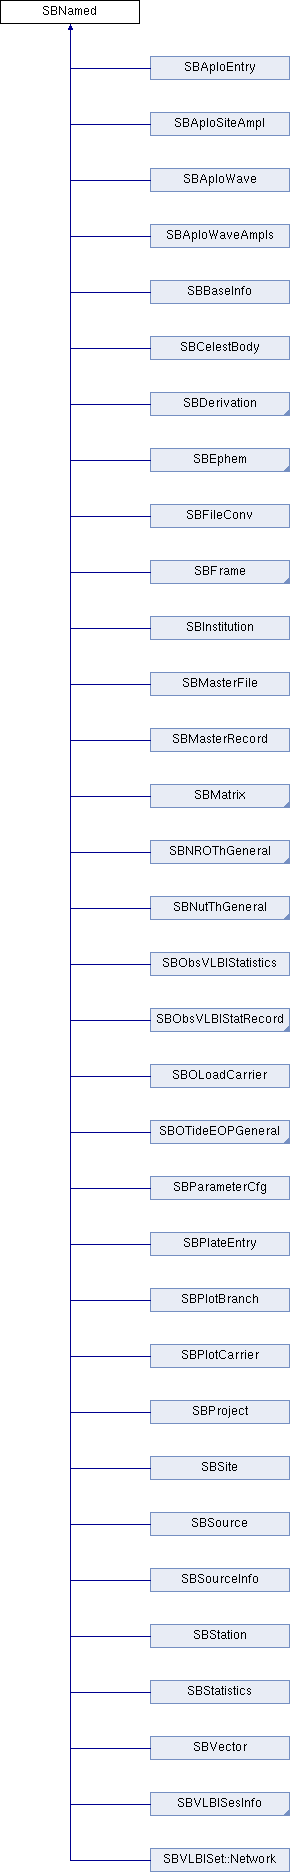 SBNamed
SBAploEntry
SBAploSiteAmpl
SBAploWave
SBAploWaveAmpls
SBBaseInfo
SBCelestBody
SBDerivation
SBEphem
SBFileConv
SBFrame
SBInstitution
SBMasterFile
SBMasterRecord
SBMatrix
SBNROThGeneral
SBNutThGeneral
SBObsVLBIStatistics
SBObsVLBIStatRecord
SBOLoadCarrier
SBOTideEOPGeneral
SBParameterCfg
SBPlateEntry
SBPlotBranch
SBPlotCarrier
SBProject
SBSite
SBSource
SBSourceInfo
SBStation
SBStatistics
SBVector
SBVLBISesInfo
SBVLBISet::Network